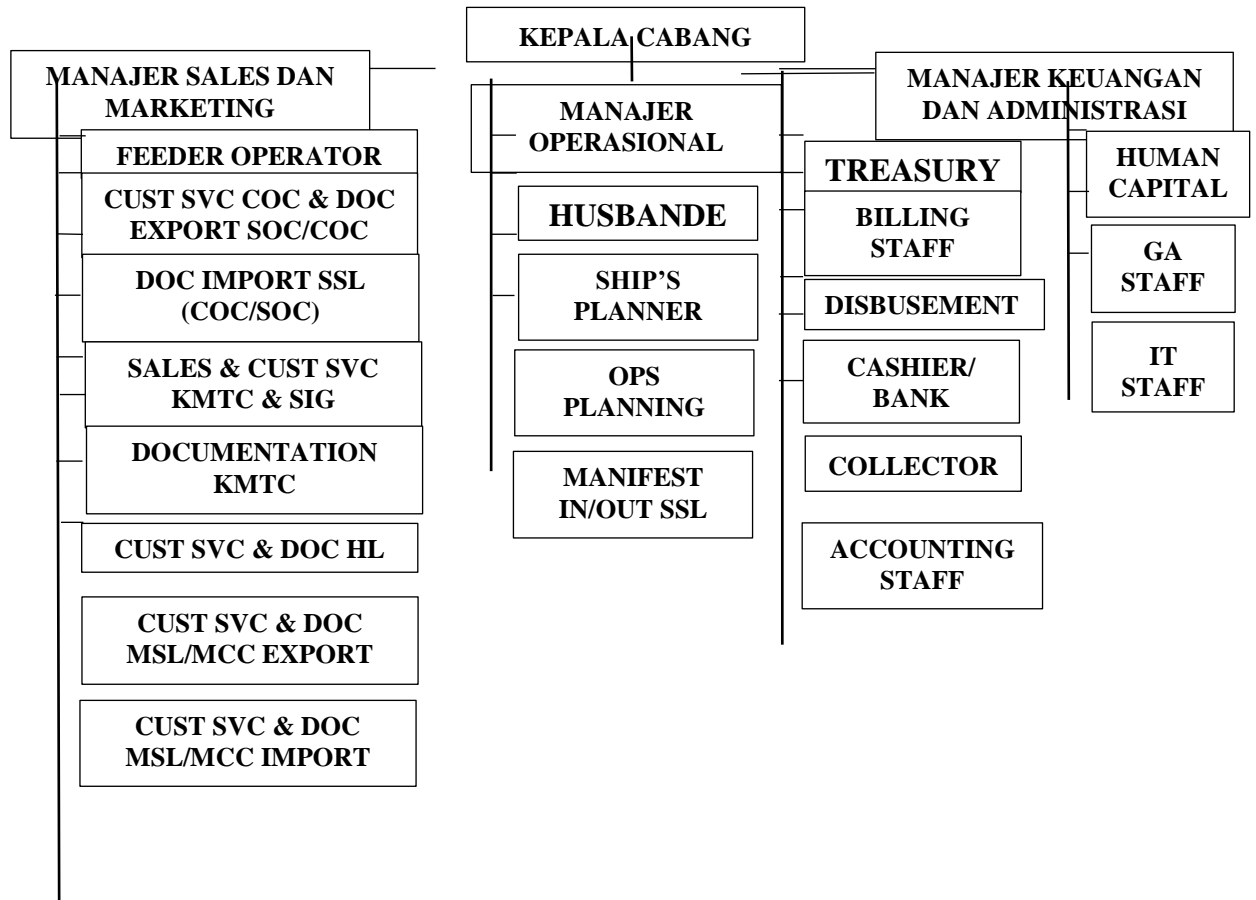 KEPALA CABANG
MANAJER SALES DAN
MARKETING
FEEDER OPERATOR
CUST SVC COC & DOC
EXPORT SOC/COC
DOC IMPORT SSL
(COC/SOC)
SALES & CUST SVC
KMTC & SIG
DOCUMENTATION
KMTC
CUST SVC & DOC HL
CUST SVC & DOC
MSL/MCC EXPORT
CUST SVC & DOC
MSL/MCC IMPORT
MANAJER
OPERASIONAL
HUSBANDE
SHIP’S
PLANNER
OPS
PLANNING
MANIFEST
IN/OUT SSL
MANAJER KEUANGAN
DAN ADMINISTRASI
TREASURY
BILLING
STAFF
DISBUSEMENT
CASHIER/
BANK
COLLECTOR
ACCOUNTING
STAFF
HUMAN
CAPITAL
GA
STAFF
IT
STAFF